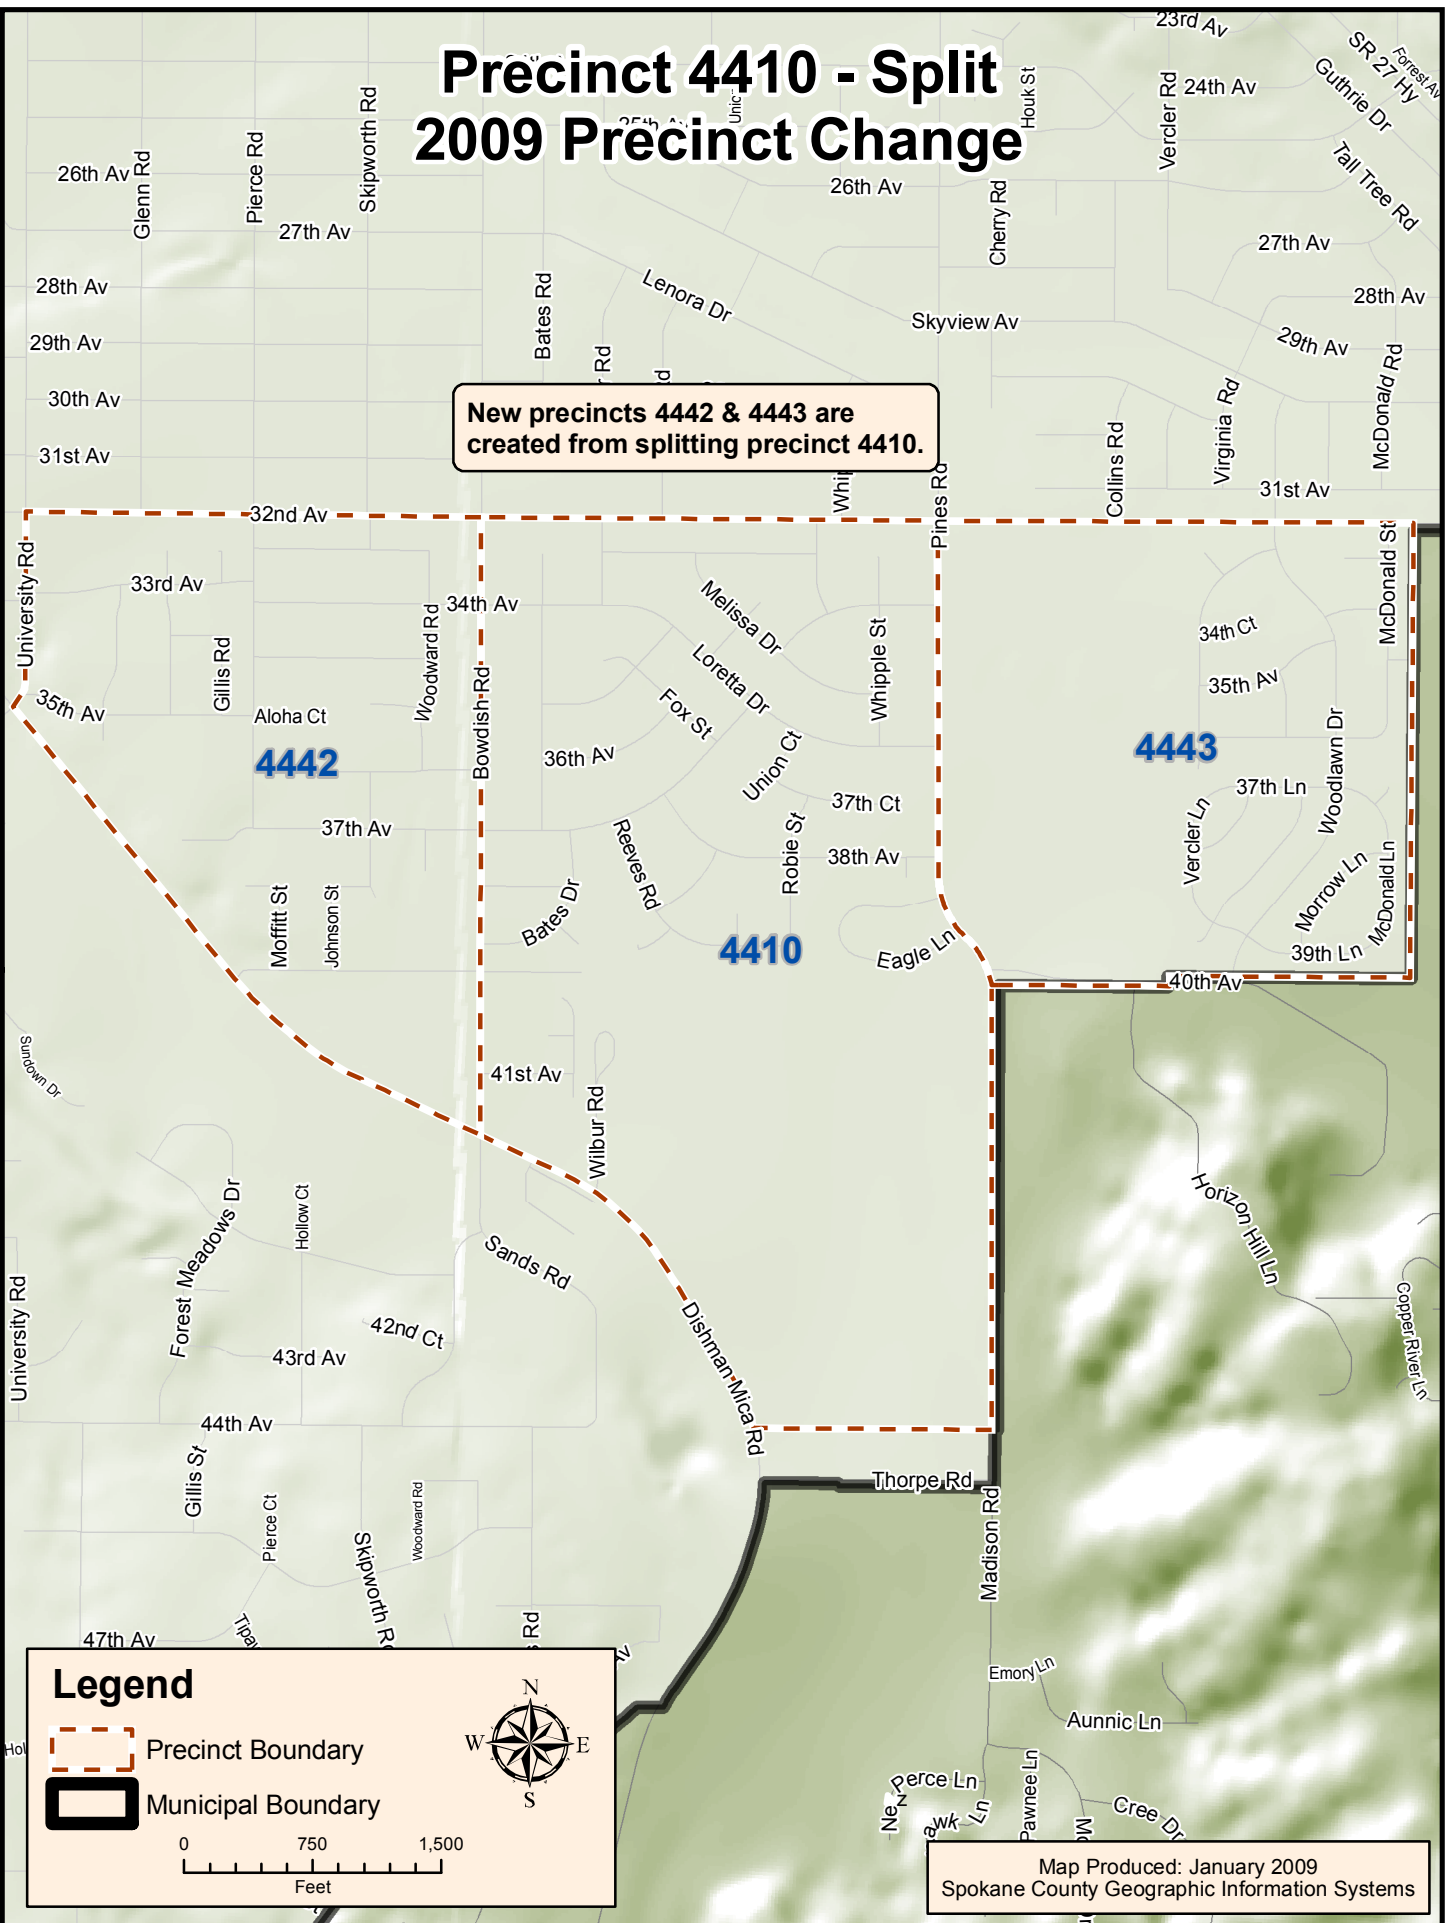 Precinct 4410 - Split
2009 Precinct Change
23rd Av
SR 27 Hy
Forrest Av
Guthrie Dr
24th Av
Vercler Rd
Houk St
25th Av
Tall Tree Rd
26th Av
Glenn Rd
Pierce Rd
Skipworth Rd
26th Av
Cherry Rd
27th Av
27th Av
28th Av
Bates Rd
Lenora Dr
Skyview Av
28th Av
29th Av
29th Av
McDonald Rd
30th Av
Virginia Rd
New precincts 4442 & 4443 are
created from splitting precinct 4410.
31st Av
Pines Rd
Collins Rd
31st Av
32nd Av
University Rd
33rd Av
34th Av
Melissa Dr
Whipple St
34th Ct
McDonald St
Gillis Rd
Woodward Rd
Bowdish Rd
Loretta Dr
35th Av
35th Av
Aloha Ct
Fox St
4442
36th Av
Union Ct
4443
Woodlawn Dr
37th Ln
37th Av
Reeves Rd
Robie St
37th Ct
38th Av
Vercler Ln
Morrow Ln
McDonald Ln
Moffitt St
Johnson St
Bates Dr
4410
Eagle Ln
39th Ln
40th Av
Sundown Dr
41st Av
Wilbur Rd
Forest Meadows Dr
Hollow Ct
Sands Rd
Horizon Hill Ln
University Rd
42nd Ct
43rd Av
Dishman Mica Rd
Copper River Ln
44th Av
Gillis St
Thorpe Rd
Pierce Ct
Skipworth Rd
Woodward Rd
Madison Rd
47th Av
Emory Ln
Aunnic Ln
Nez Perce Ln
Pawnee Ln
Cree Dr
Legend
N
W E
S
Precinct Boundary
Municipal Boundary
0 750 1,500
Feet
Map Produced: January 2009
Spokane County Geographic Information Systems